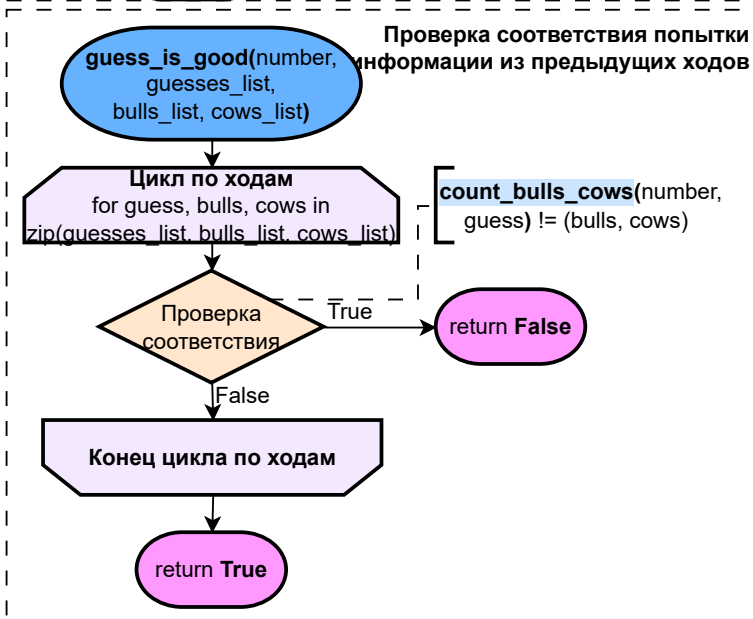 Проверка соответствия попытки
информации из предыдущих ходов
guess_is_good(number,
guesses_list,
bulls_list, cows_list)
Цикл по ходам
for guess, bulls, cows in
zip(guesses_list, bulls_list, cows_list)
count_bulls_cows(number,
guess) != (bulls, cows)
Проверка
соответствия
True
return False
False
Конец цикла по ходам
return True